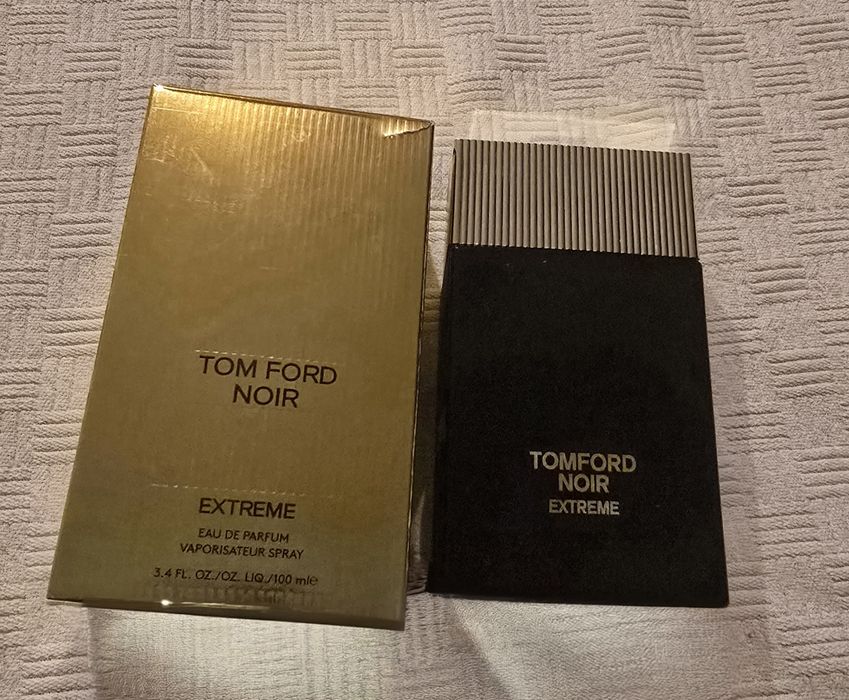 TOM FORD
NOIR
EXTREME
EAU DE PARFUM
VAPORISATEUR SPRAY
3.4 FL. OZ./OZ. LIQ./100 ml℮
TOMFORD
NOIR
EXTREME